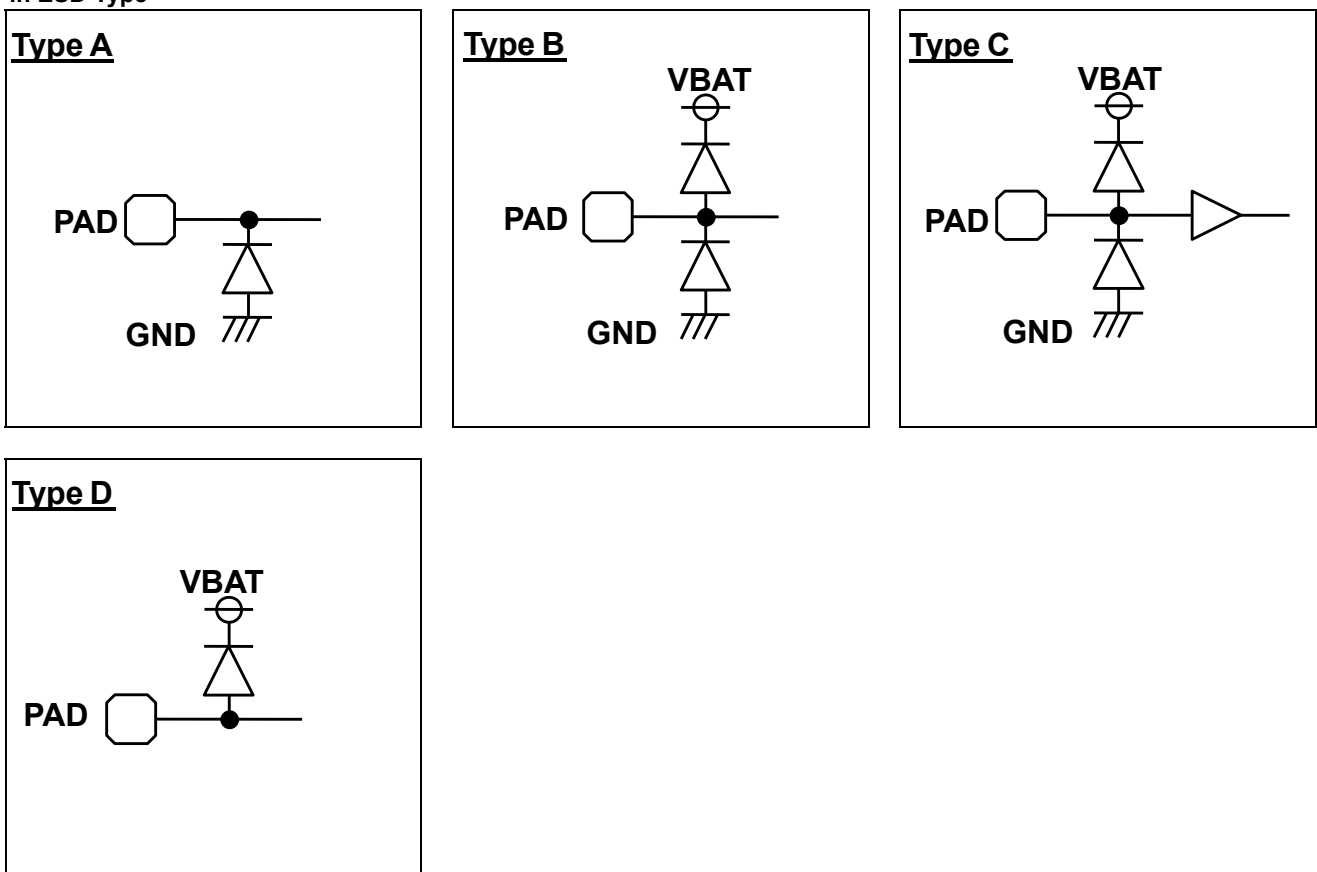 Type A
PAD
GND
Type B
VBAT
PAD
GND
Type C
VBAT
PAD
GND
Type D
VBAT
PAD